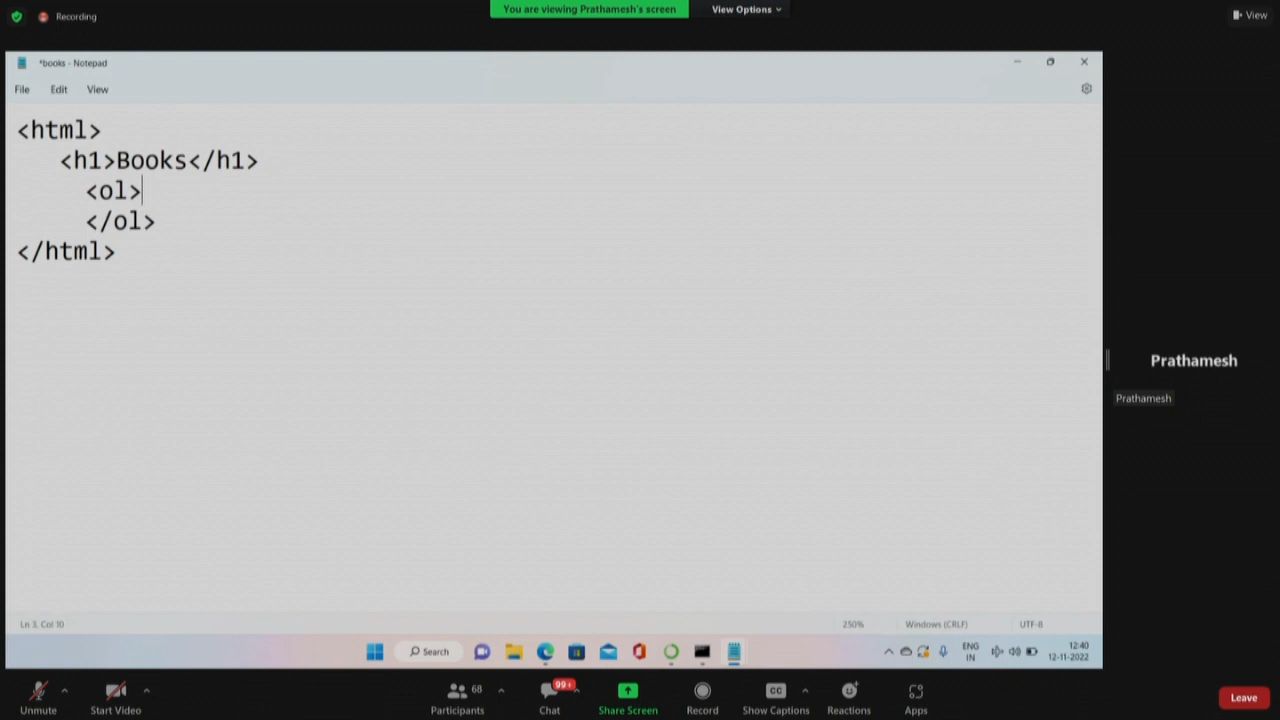 Recording
You are viewing Prathamesh's screen
View Options
View
*books - Notepad
File Edit View
<html>
<h1>Books</h1>
<ol>
</ol>
</html>
Prathamesh
Prathamesh
Ln 3, Col 10
250%
Windows (CRLF)
UTF-8
Search
ENG
IN
12:40
12-11-2022
Unmute
Start Video
68
Participants
99+
Chat
Share Screen
Record
CC
Show Captions
Reactions
Apps
Leave